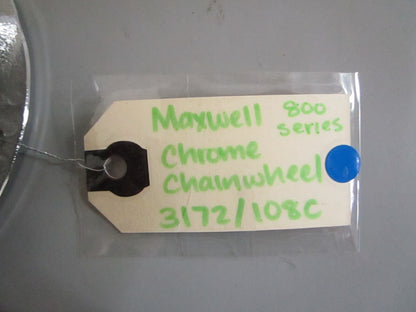 Maxwell 800
series
Chrome
Chainwheel
3172/108C